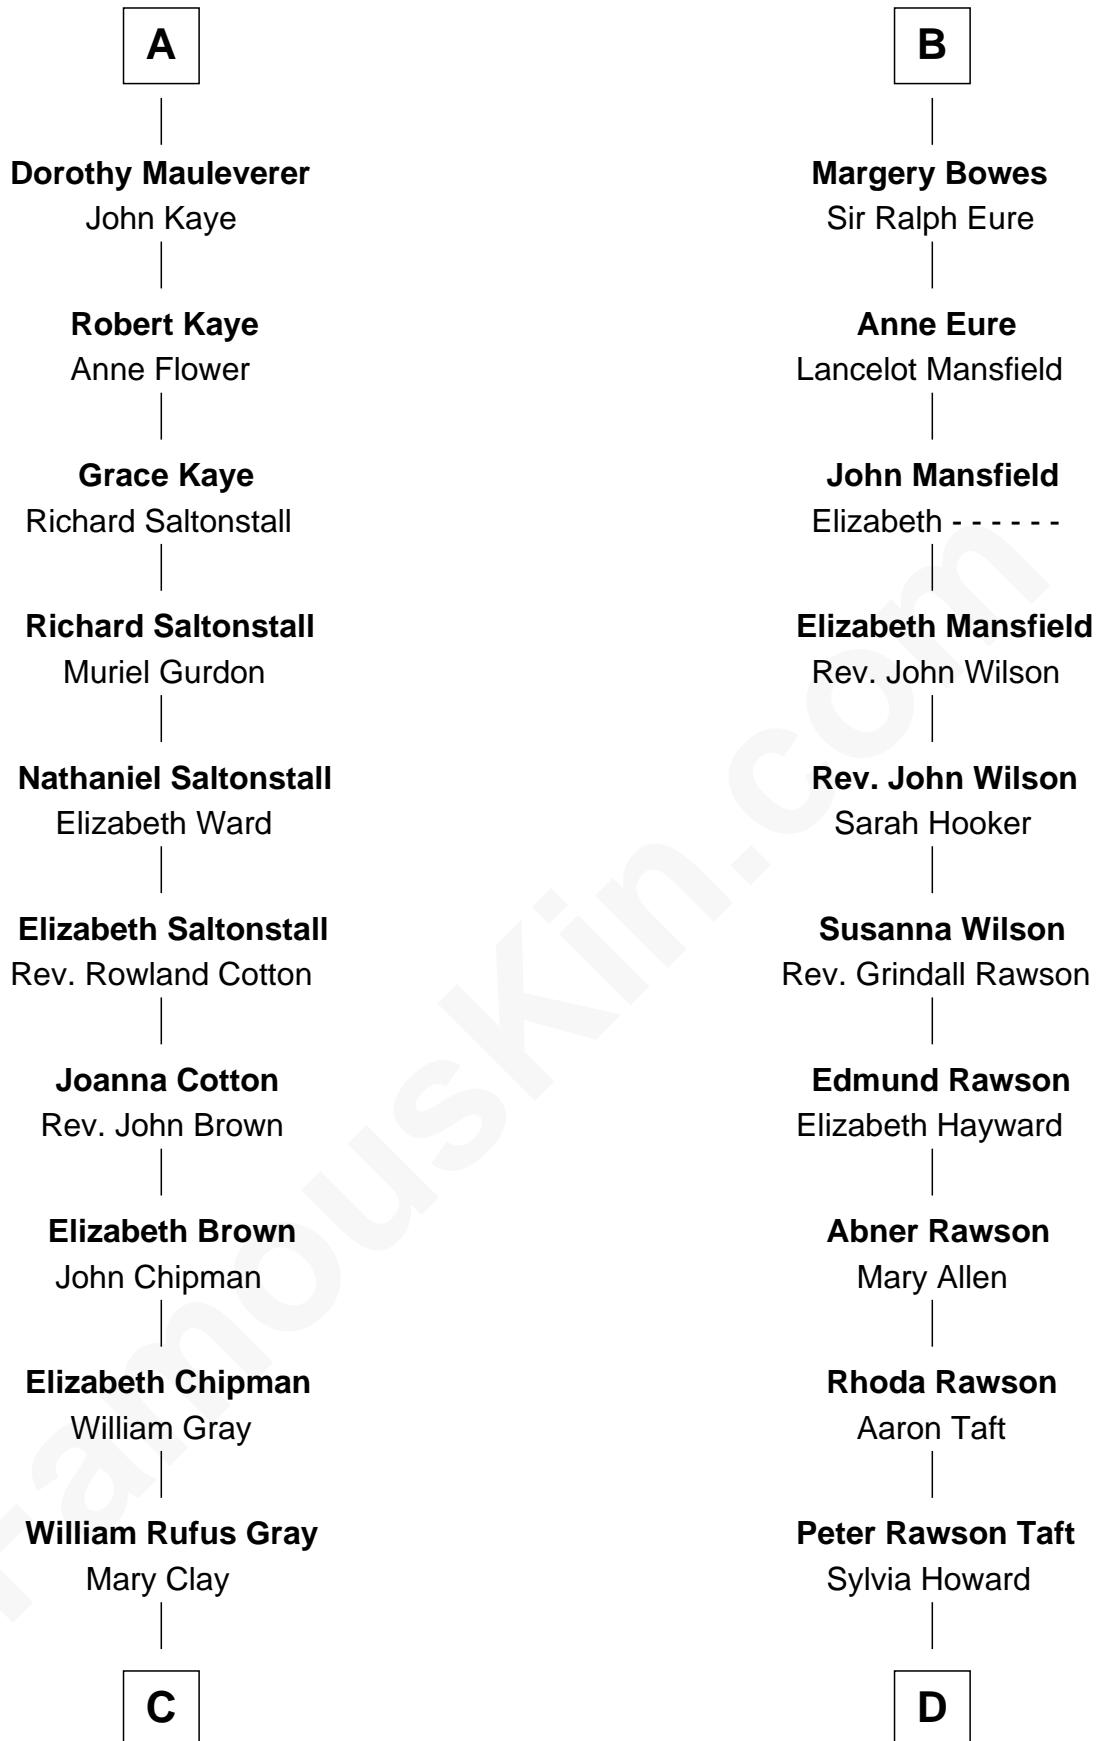 A
Dorothy Mauleverer
John Kaye
Robert Kaye
Anne Flower
Grace Kaye
Richard Saltonstall
Richard Saltonstall
Muriel Gurdon
Nathaniel Saltonstall
Elizabeth Ward
Elizabeth Saltonstall
Rev. Rowland Cotton
Joanna Cotton
Rev. John Brown
Elizabeth Brown
John Chipman
Elizabeth Chipman
William Gray
William Rufus Gray
Mary Clay
C
B
Margery Bowes
Sir Ralph Eure
Anne Eure
Lancelot Mansfield
John Mansfield
Elizabeth - - - - - -
Elizabeth Mansfield
Rev. John Wilson
Rev. John Wilson
Sarah Hooker
Susanna Wilson
Rev. Grindall Rawson
Edmund Rawson
Elizabeth Hayward
Abner Rawson
Mary Allen
Rhoda Rawson
Aaron Taft
Peter Rawson Taft
Sylvia Howard
D
FamousKin.com